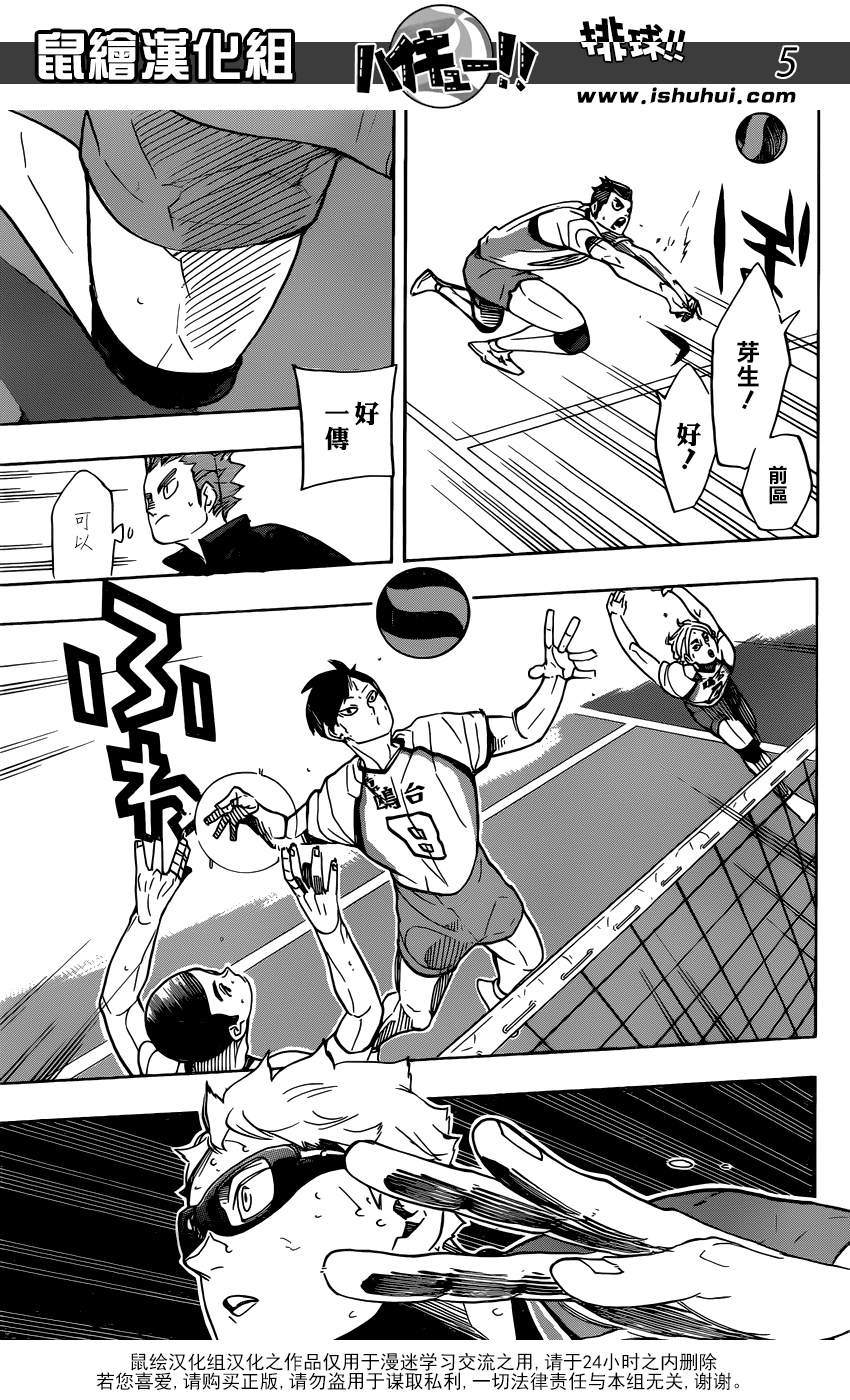 鼠繪漢化組
ハイキュー!!
排球!!
5
www.ishuhui.com
芽生!
前區
好!
好
一傳
可以
鷗台
鼠绘汉化组汉化之作品仅用于漫迷学习交流之用,请于24小时之内删除
若您喜爱,请购买正版,请勿盗用于谋取私利,一切法律责任与本组无关,谢谢。